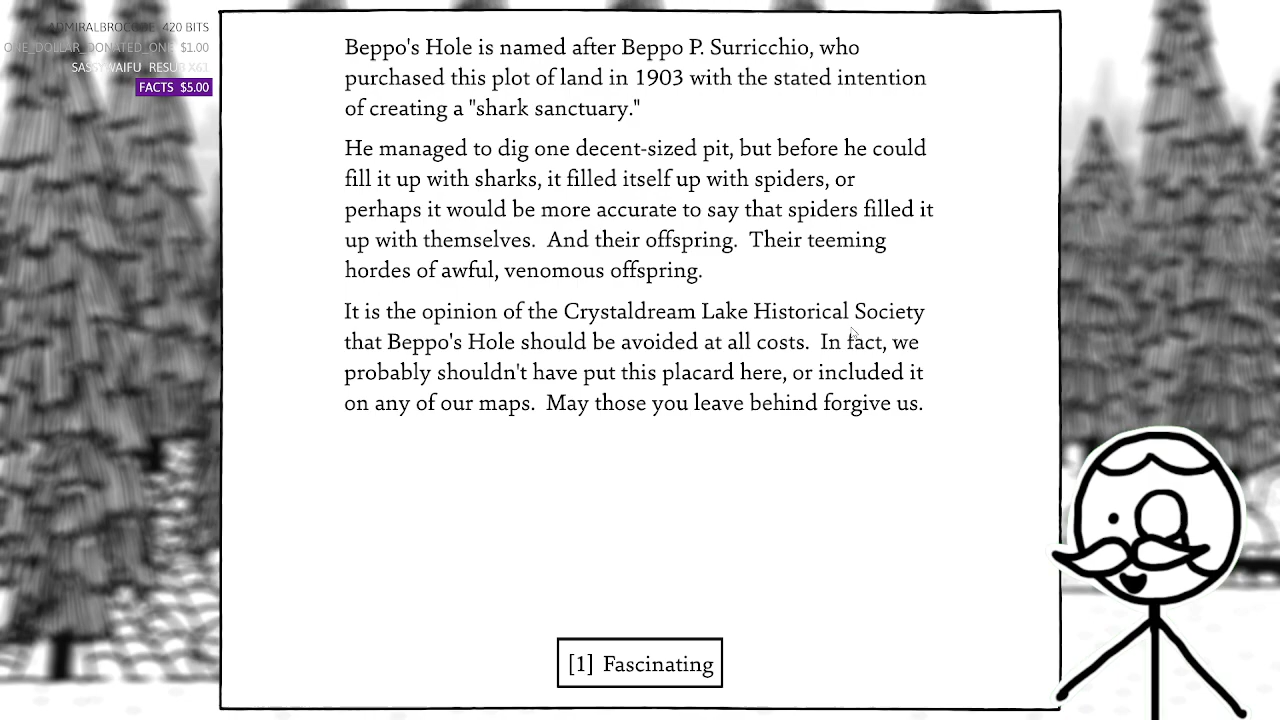 ADMIRALBROCODE 420 BITS
ONE_DOLLAR_DONATED_ONE $1.00
SASSYWAIFU_RESUB X61
FACTS $5.00
Beppo's Hole is named after Beppo P. Surricchio, who
purchased this plot of land in 1903 with the stated intention
of creating a "shark sanctuary."
He managed to dig one decent-sized pit, but before he could
fill it up with sharks, it filled itself up with spiders, or
perhaps it would be more accurate to say that spiders filled it
up with themselves.  And their offspring.  Their teeming
hordes of awful, venomous offspring.
It is the opinion of the Crystaldream Lake Historical Society
that Beppo's Hole should be avoided at all costs.  In fact, we
probably shouldn't have put this placard here, or included it
on any of our maps.  May those you leave behind forgive us.
[1] Fascinating